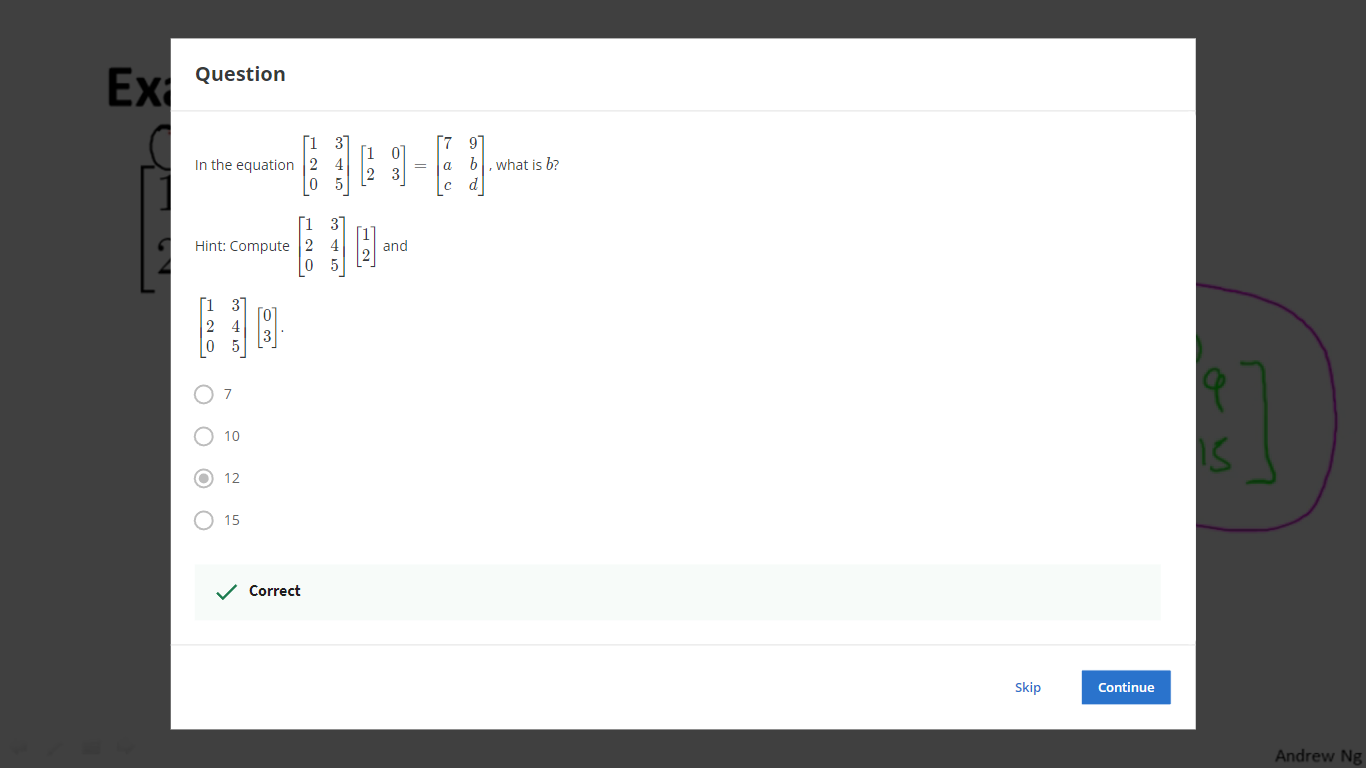 Question
In the equation [1 3; 2 4; 0 5] [1 0; 2 3] = [7 9; a b; c d], what is b?
Hint: Compute [1 3; 2 4; 0 5] [1; 2] and
[1 3; 2 4; 0 5] [0; 3].
7
10
12
15
Correct
Skip
Continue
9
15
Andrew Ng